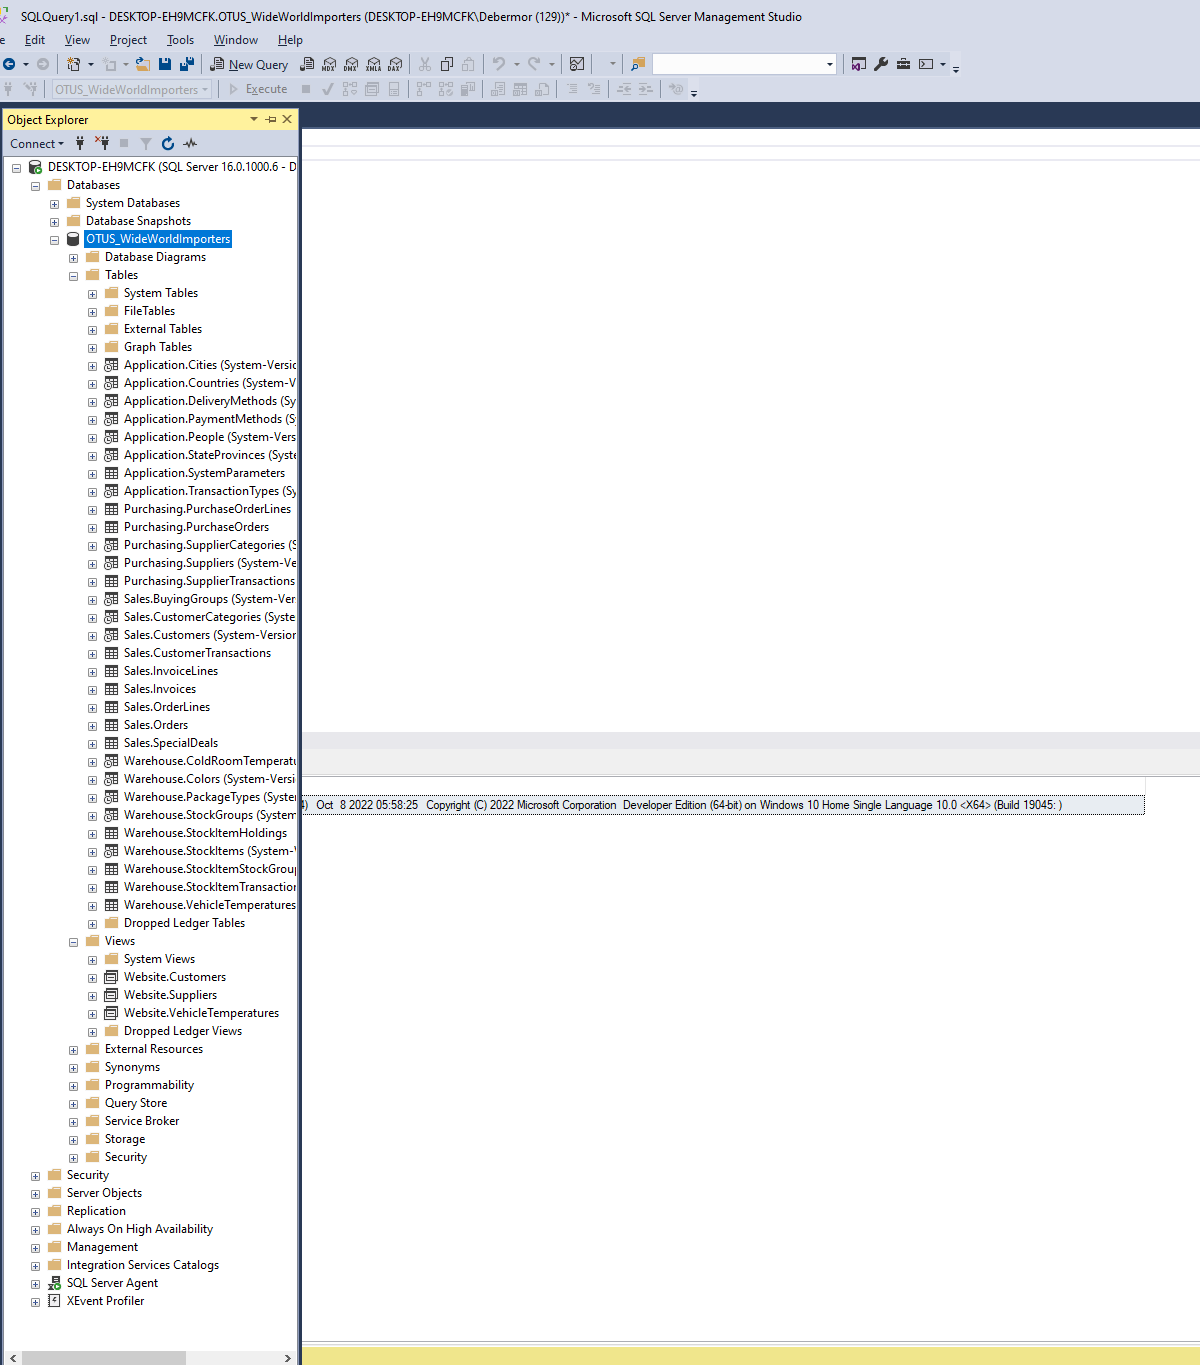 SQLQuery1.sql - DESKTOP-EH9MCFK.OTUS_WideWorldImporters (DESKTOP-EH9MCFK\Debermor (129))* - Microsoft SQL Server Management Studio
Edit View Project Tools Window Help
New Query MDX DMX XMLA DAX
OTUS_WideWorldImporters Execute
Object Explorer
Connect
DESKTOP-EH9MCFK (SQL Server 16.0.1000.6 - D
Databases
System Databases
Database Snapshots
OTUS_WideWorldImporters
Database Diagrams
Tables
System Tables
FileTables
External Tables
Graph Tables
Application.Cities (System-Versio
Application.Countries (System-V
Application.DeliveryMethods (Sy
Application.PaymentMethods (S
Application.People (System-Vers
Application.StateProvinces (Syste
Application.SystemParameters
Application.TransactionTypes (Sy
Purchasing.PurchaseOrderLines
Purchasing.PurchaseOrders
Purchasing.SupplierCategories (S
Purchasing.Suppliers (System-Ve
Purchasing.SupplierTransactions
Sales.BuyingGroups (System-Ver
Sales.CustomerCategories (Syste
Sales.Customers (System-Version
Sales.CustomerTransactions
Sales.InvoiceLines
Sales.Invoices
Sales.OrderLines
Sales.Orders
Sales.SpecialDeals
Warehouse.ColdRoomTemperatu
Warehouse.Colors (System-Versi
Warehouse.PackageTypes (System
Warehouse.StockGroups (System
Warehouse.StockItemHoldings
Warehouse.StockItems (System-V
Warehouse.StockItemStockGroup
Warehouse.StockItemTransaction
Warehouse.VehicleTemperatures
Dropped Ledger Tables
Views
System Views
Website.Customers
Website.Suppliers
Website.VehicleTemperatures
Dropped Ledger Views
External Resources
Synonyms
Programmability
Query Store
Service Broker
Storage
Security
Security
Server Objects
Replication
Always On High Availability
Management
Integration Services Catalogs
SQL Server Agent
XEvent Profiler
4) Oct 8 2022 05:58:25 Copyright (C) 2022 Microsoft Corporation Developer Edition (64-bit) on Windows 10 Home Single Language 10.0 <X64> (Build 19045: )